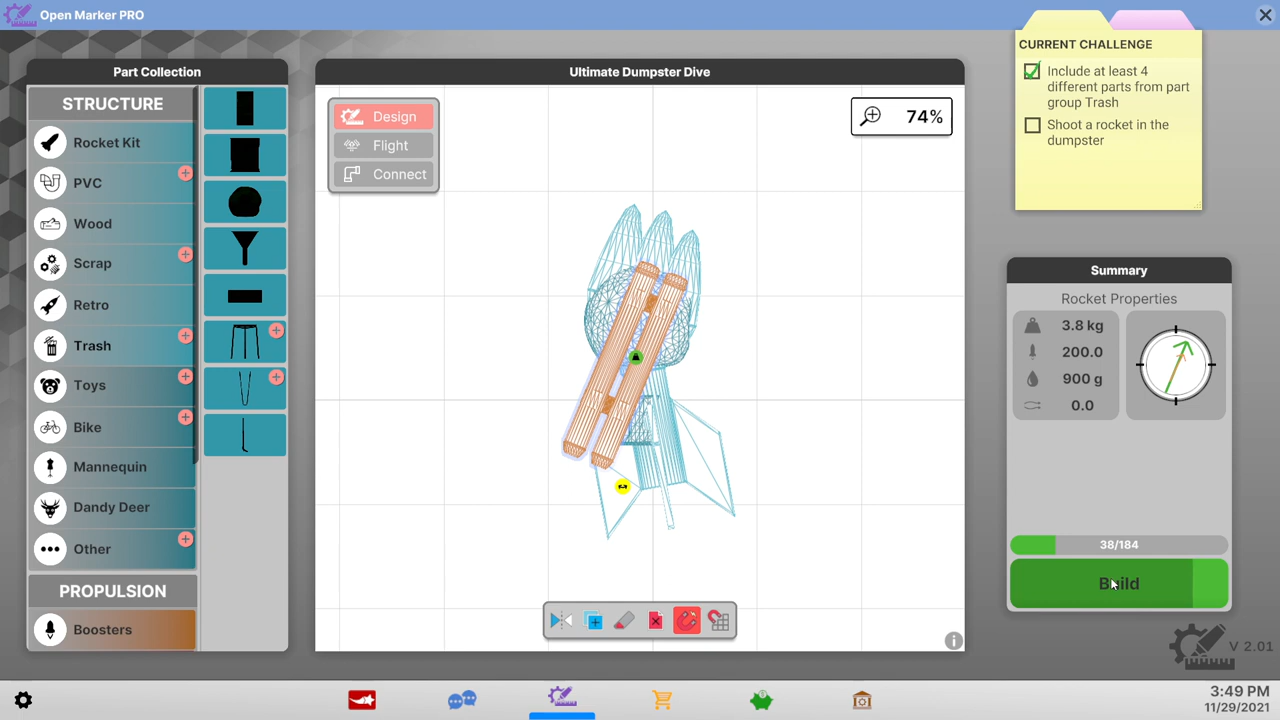 Open Marker PRO
Part Collection
STRUCTURE
Rocket Kit
PVC
Wood
Scrap
Retro
Trash
Toys
Bike
Mannequin
Dandy Deer
Other
PROPULSION
Boosters
Ultimate Dumpster Dive
Design
Flight
Connect
74%
CURRENT CHALLENGE
Include at least 4
different parts from part
group Trash
Shoot a rocket in the
dumpster
Summary
Rocket Properties
3.8 kg
200.0
900 g
0.0
38/184
Build
V 2.01
3:49 PM
11/29/2021